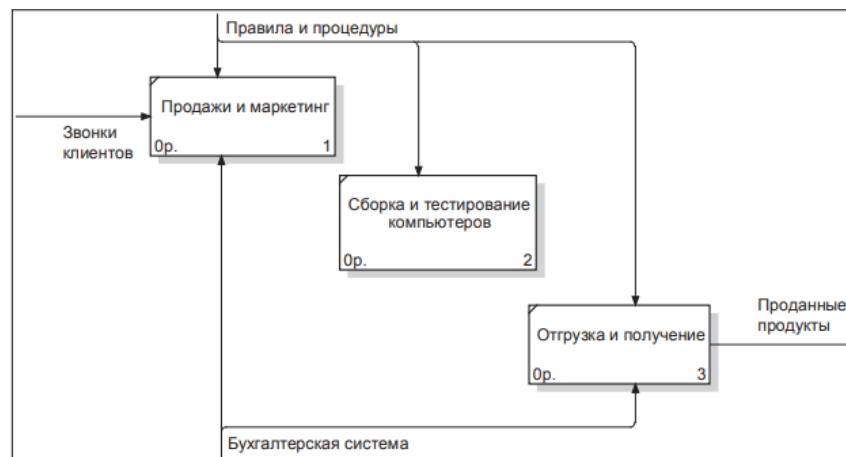 Правила и процедуры
Продажи и маркетинг
0р. 1
Звонки
клиентов
Сборка и тестирование
компьютеров
0р. 2
Проданные
продукты
Отгрузка и получение
0р. 3
Бухгалтерская система